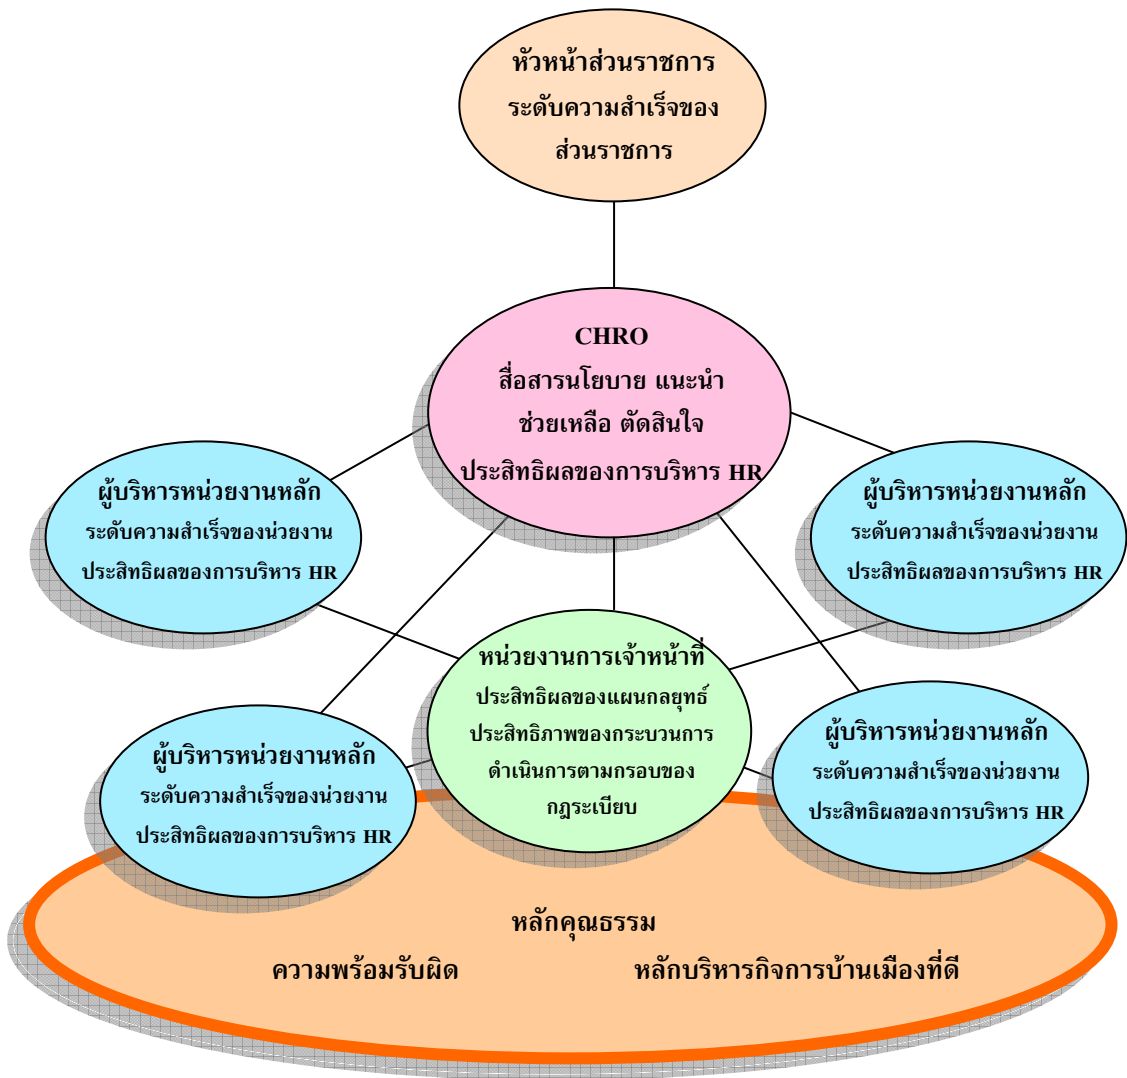 หัวหน้าส่วนราชการ
ระดับความสำเร็จของ
ส่วนราชการ
CHRO
สื่อสารนโยบาย แนะนำ
ช่วยเหลือ ตัดสินใจ
ประสิทธิผลของการบริหาร HR
ผู้บริหารหน่วยงานหลัก
ระดับความสำเร็จของน่วยงาน
ประสิทธิผลของการบริหาร HR
ผู้บริหารหน่วยงานหลัก
ระดับความสำเร็จของน่วยงาน
ประสิทธิผลของการบริหาร HR
หน่วยงานการเจ้าหน้าที่
ประสิทธิผลของแผนกลยุทธ์
ประสิทธิภาพของกระบวนการ
ดำเนินการตามกรอบของ
กฎระเบียบ
ผู้บริหารหน่วยงานหลัก
ระดับความสำเร็จของน่วยงาน
ประสิทธิผลของการบริหาร HR
ผู้บริหารหน่วยงานหลัก
ระดับความสำเร็จของน่วยงาน
ประสิทธิผลของการบริหาร HR
หลักคุณธรรม
ความพร้อมรับผิด
หลักบริหารกิจการบ้านเมืองที่ดี